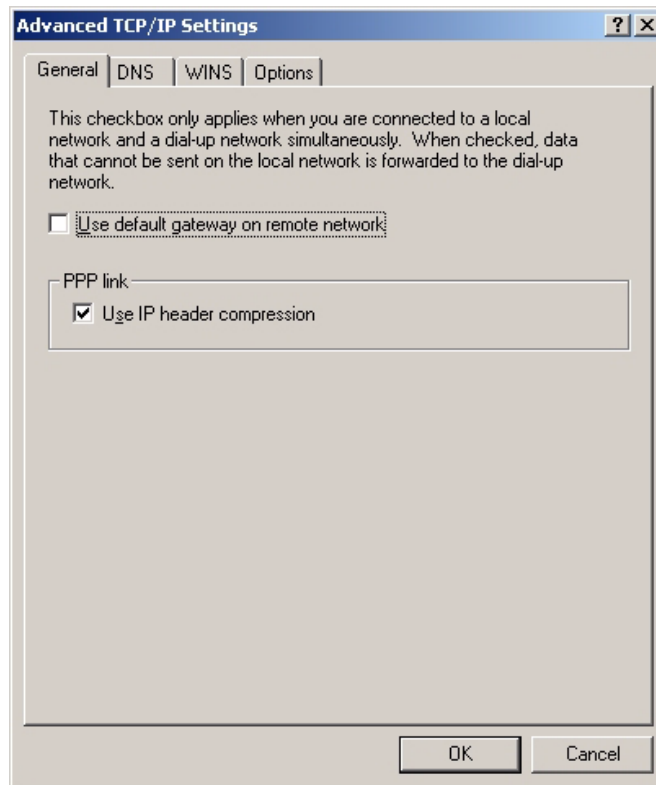 Advanced TCP/IP Settings
General DNS WINS Options
This checkbox only applies when you are connected to a local
network and a dial-up network simultaneously. When checked, data
that cannot be sent on the local network is forwarded to the dial-up
network.
Use default gateway on remote network
PPP link
Use IP header compression
OK Cancel